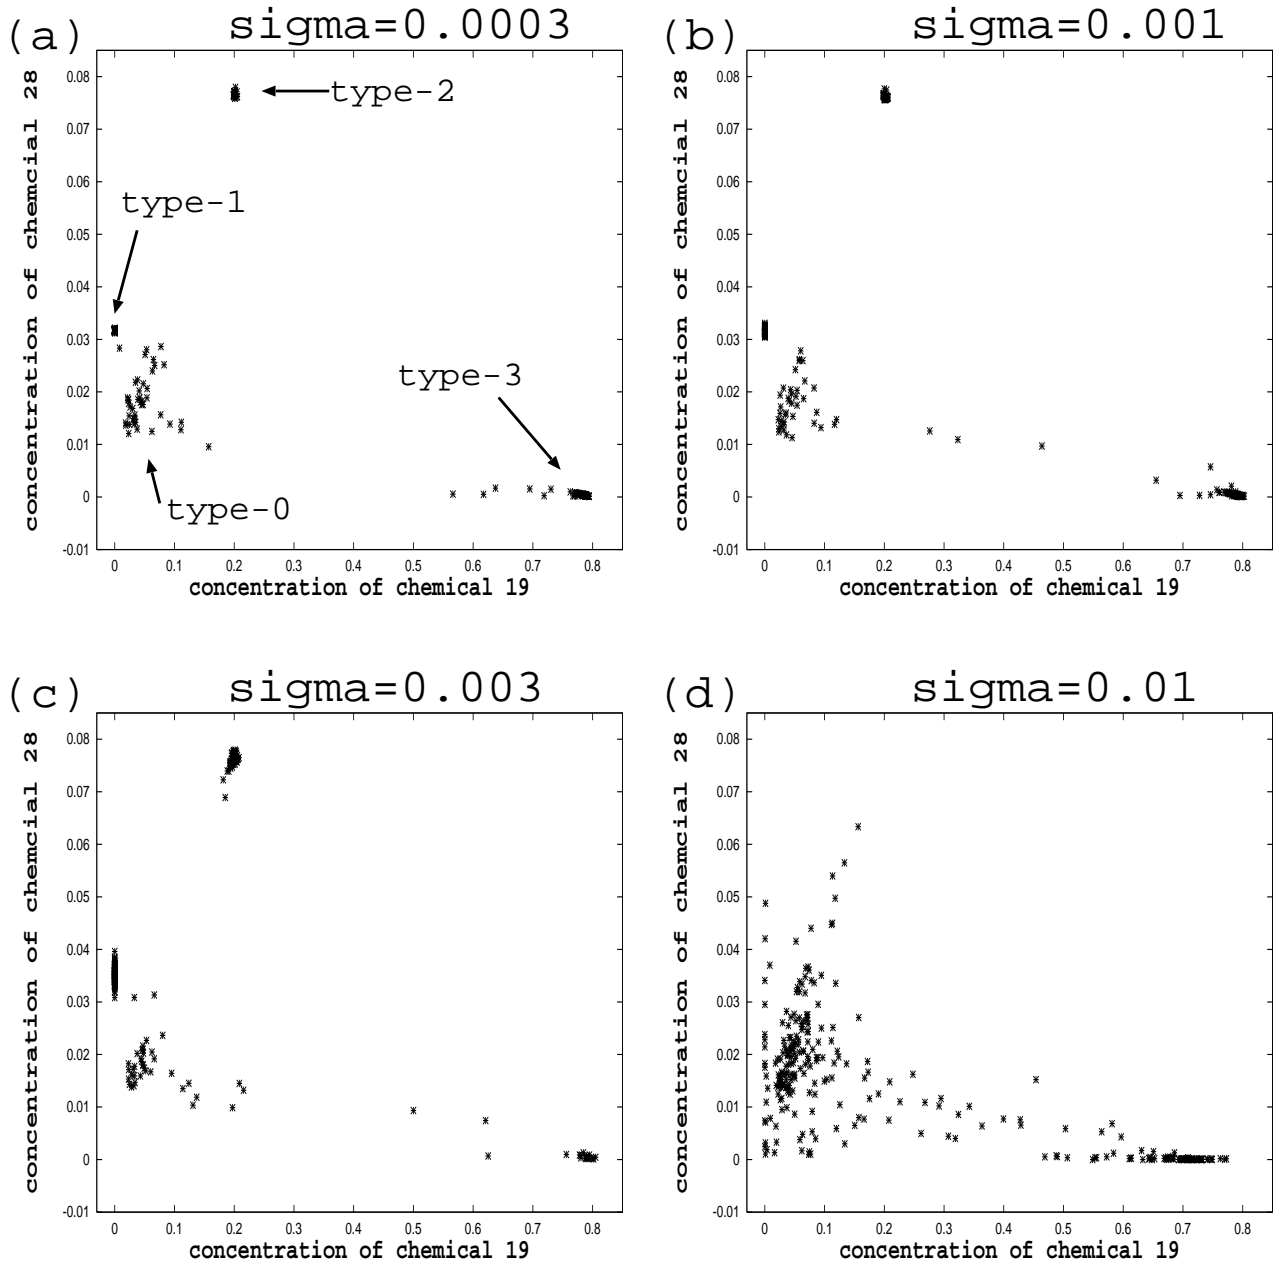 (a) sigma=0.0003
concentration of chemcial 28
0.08
0.07
0.06
0.05
0.04
0.03
0.02
0.01
0
-0.01
type-2
type-1
type-3
type-0
0 0.1 0.2 0.3 0.4 0.5 0.6 0.7 0.8
concentration of chemical 19
(b) sigma=0.001
concentration of chemcial 28
0.08
0.07
0.06
0.05
0.04
0.03
0.02
0.01
0
-0.01
0 0.1 0.2 0.3 0.4 0.5 0.6 0.7 0.8
concentration of chemical 19
(c) sigma=0.003
concentration of chemcial 28
0.08
0.07
0.06
0.05
0.04
0.03
0.02
0.01
0
-0.01
0 0.1 0.2 0.3 0.4 0.5 0.6 0.7 0.8
concentration of chemical 19
(d) sigma=0.01
concentration of chemcial 28
0.08
0.07
0.06
0.05
0.04
0.03
0.02
0.01
0
-0.01
0 0.1 0.2 0.3 0.4 0.5 0.6 0.7 0.8
concentration of chemical 19